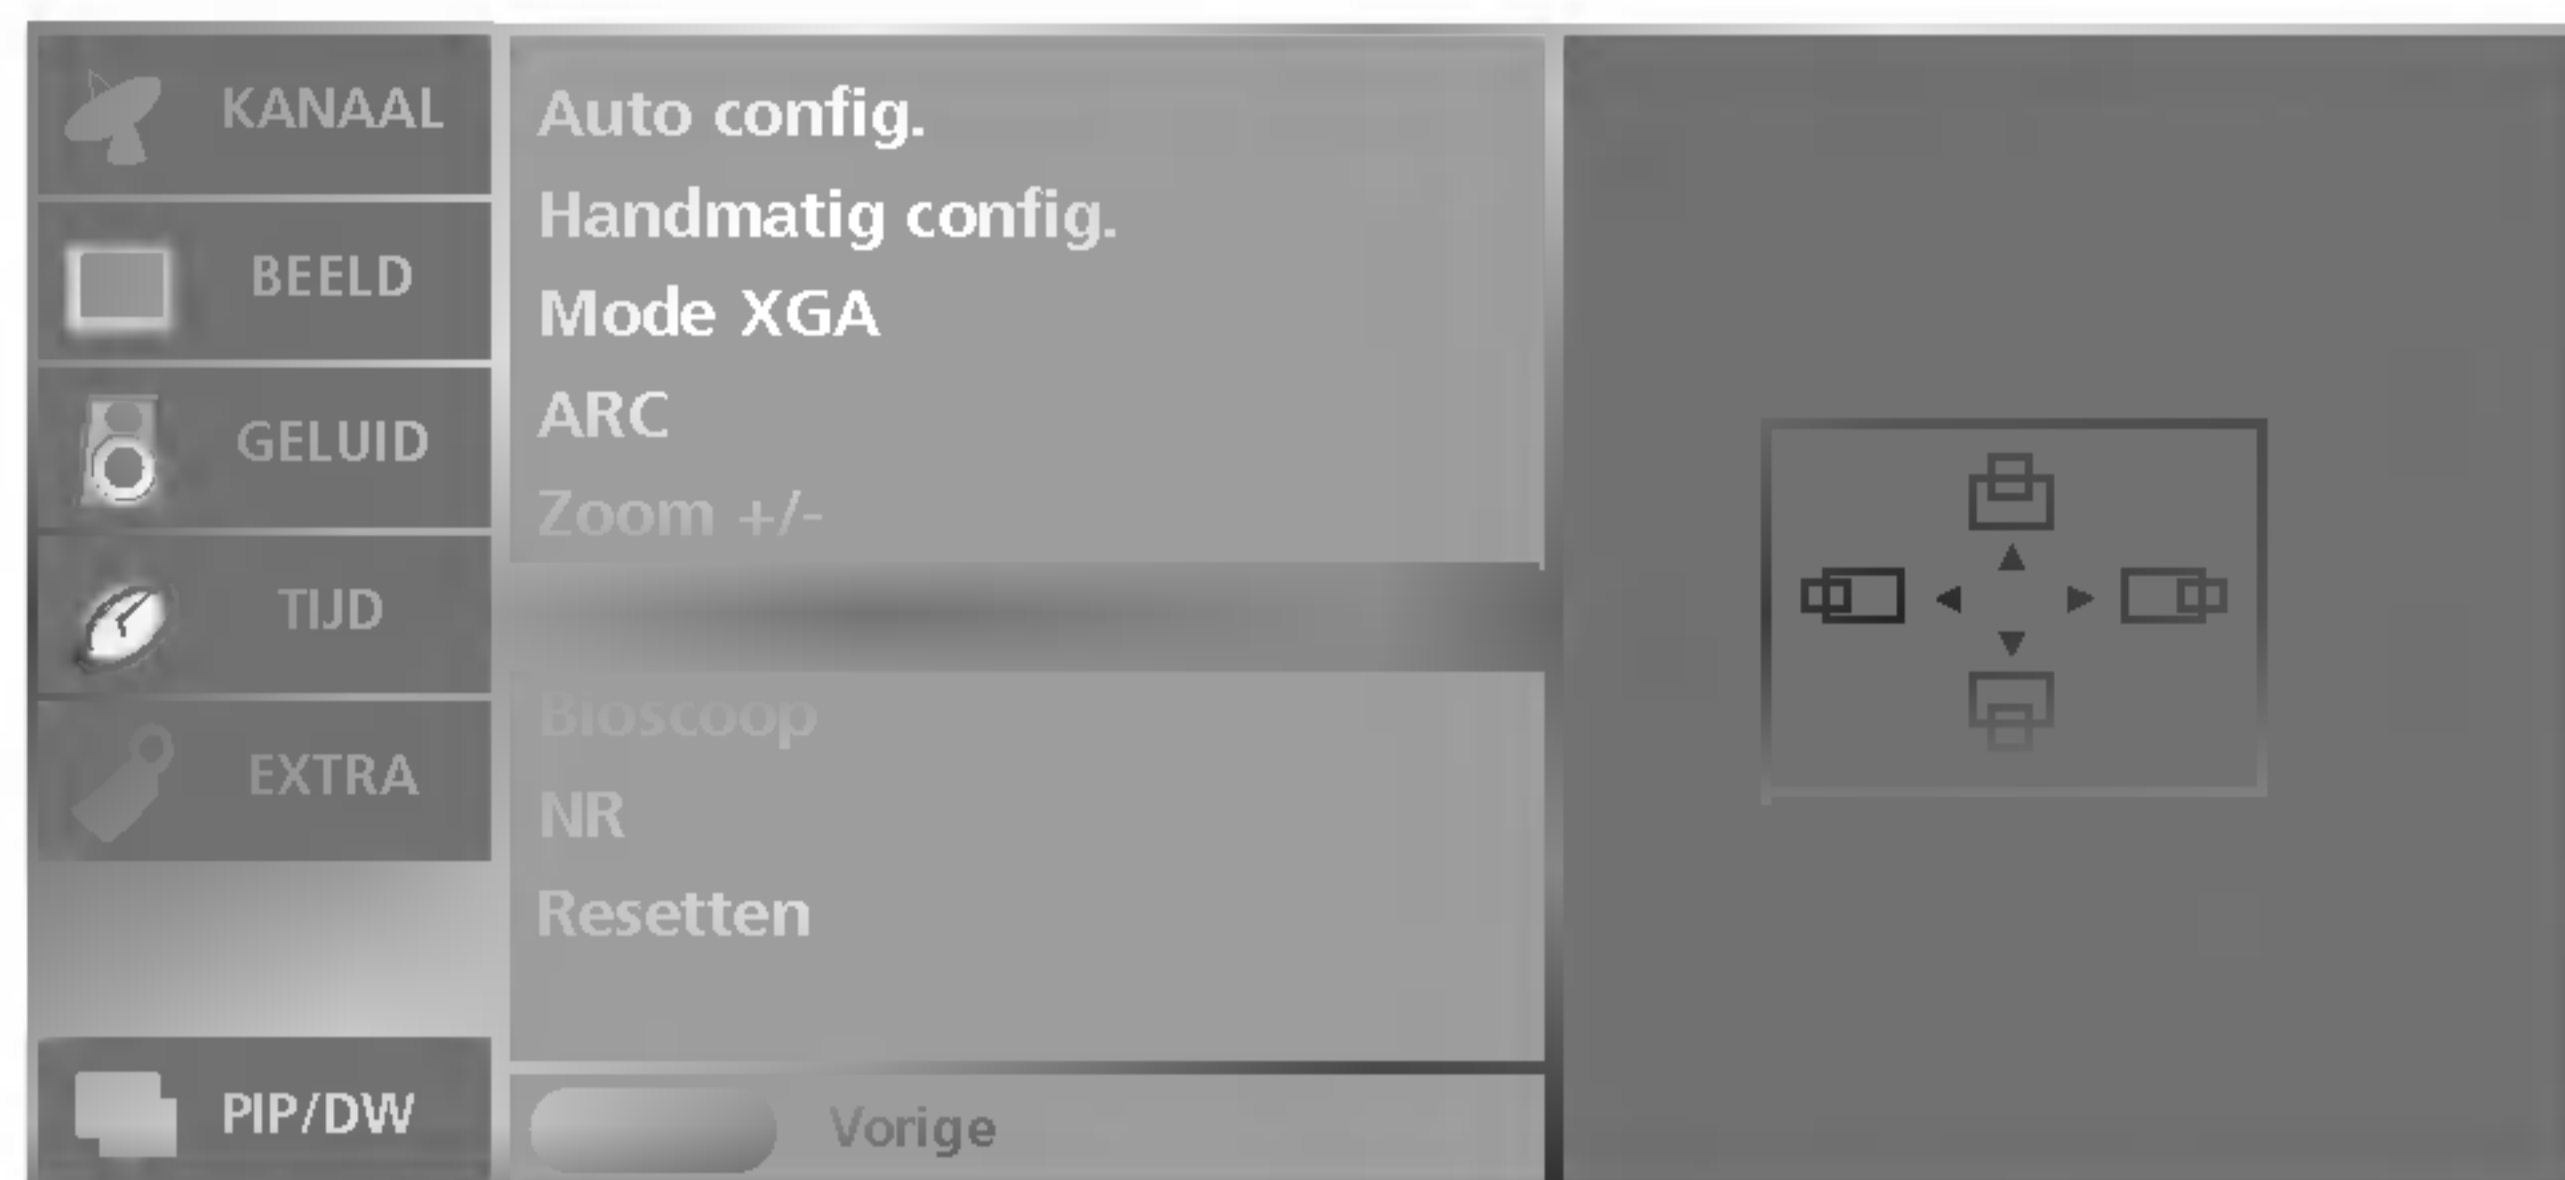 KANAAL
BEELD
GELUID
TIJD
EXTRA
PIP/DW
Auto config.
Handmatig config.
Mode XGA
ARC
Zoom +/-
Bioscoop
NR
Resetten
Vorige